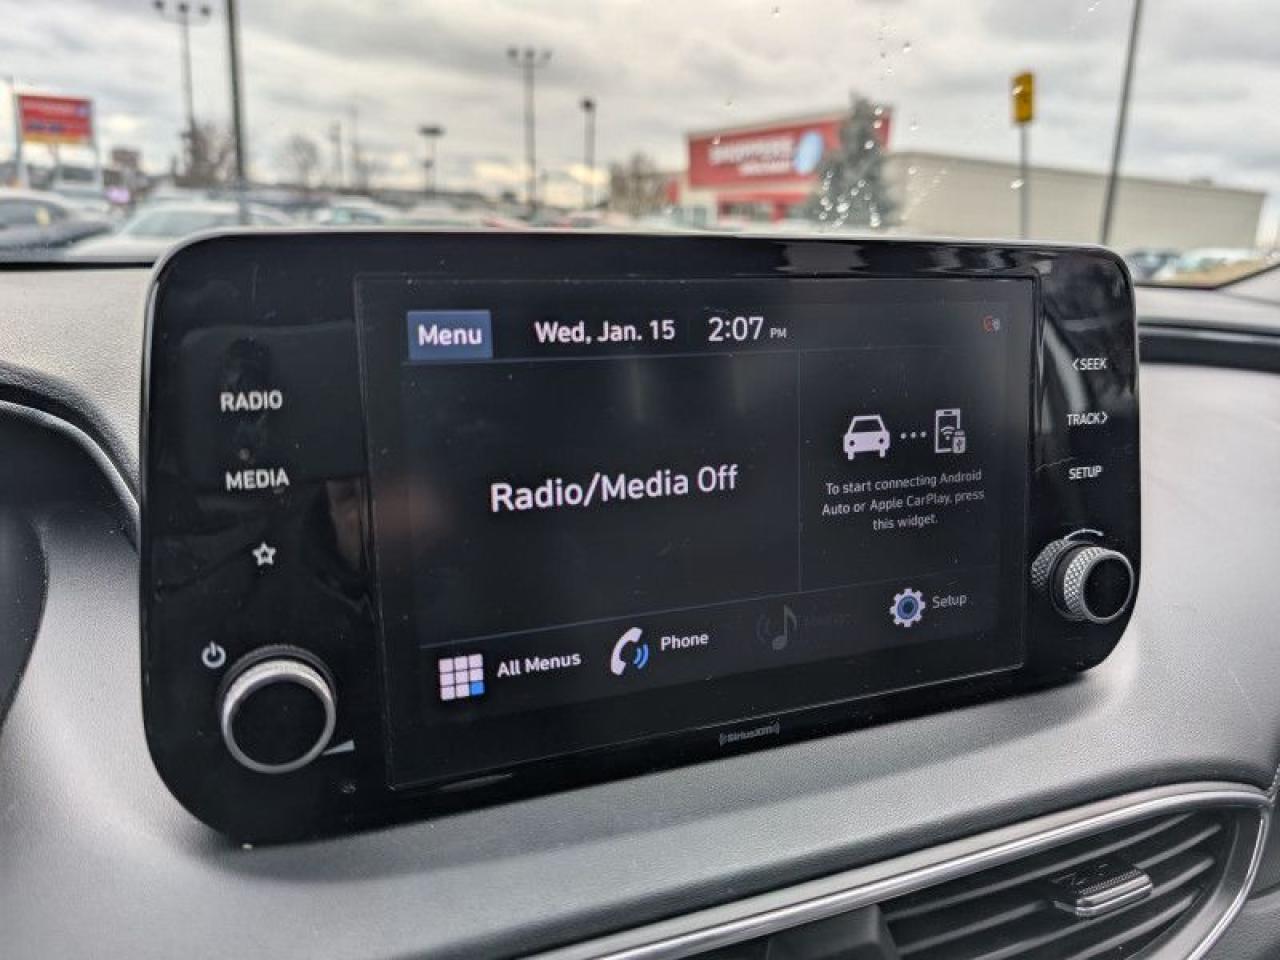 SHOPPERS
Menu
Wed, Jan. 15
2:07 PM
RADIO
MEDIA
Radio/Media Off
To start connecting Android
Auto or Apple CarPlay, press
this widget.
<SEEK
TRACK>
SETUP
All Menus
Phone
Setup
((SiriusXM))